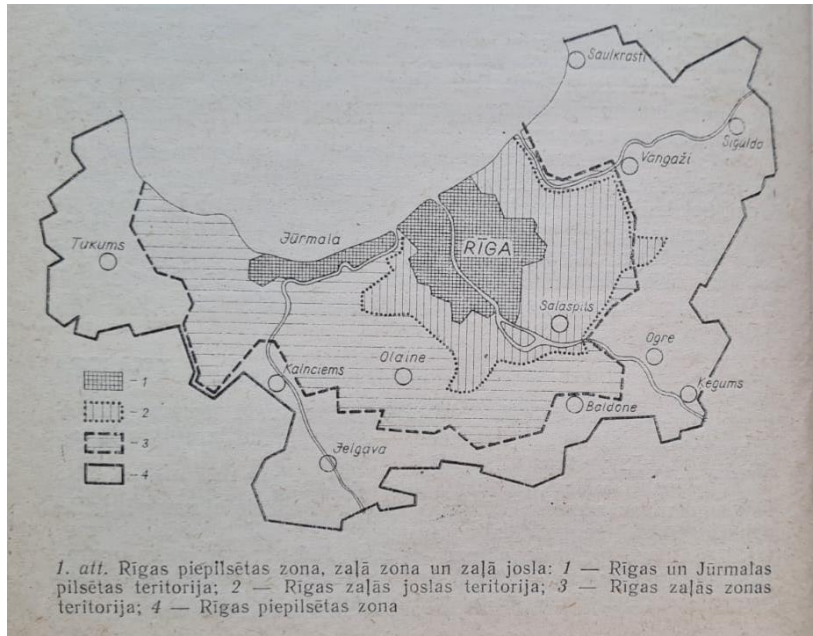 Saulkrasti
Sigulda
Vangaži
Jūrmala
RĪGA
Tukums
Salaspils
Ogre
Olaine
Kalnciems
Ķegums
Baldone
Jelgava
- 1
- 2
- 3
- 4
1. att. Rīgas piepilsētas zona, zaļā zona un zaļā josla: 1 — Rīgas un Jūrmalas
pilsētas teritorija; 2 — Rīgas zaļās joslas teritorija; 3 — Rīgas zaļās zonas
teritorija; 4 — Rīgas piepilsētas zona